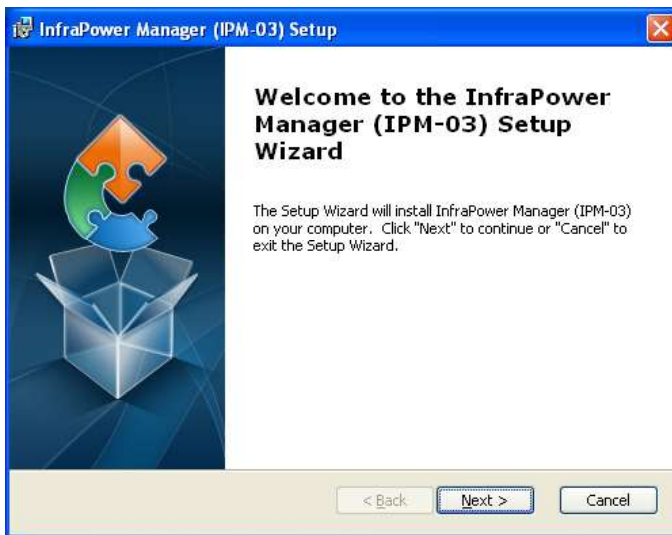 InfraPower Manager (IPM-03) Setup
Welcome to the InfraPower
Manager (IPM-03) Setup
Wizard
The Setup Wizard will install InfraPower Manager (IPM-03)
on your computer. Click "Next" to continue or "Cancel" to
exit the Setup Wizard.
< Back Next > Cancel